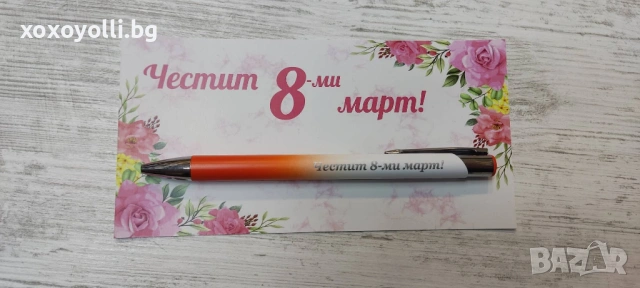 xoxoyolli.bg
Честит 8-ми
март!
Честит 8-ми март!
BAZAR